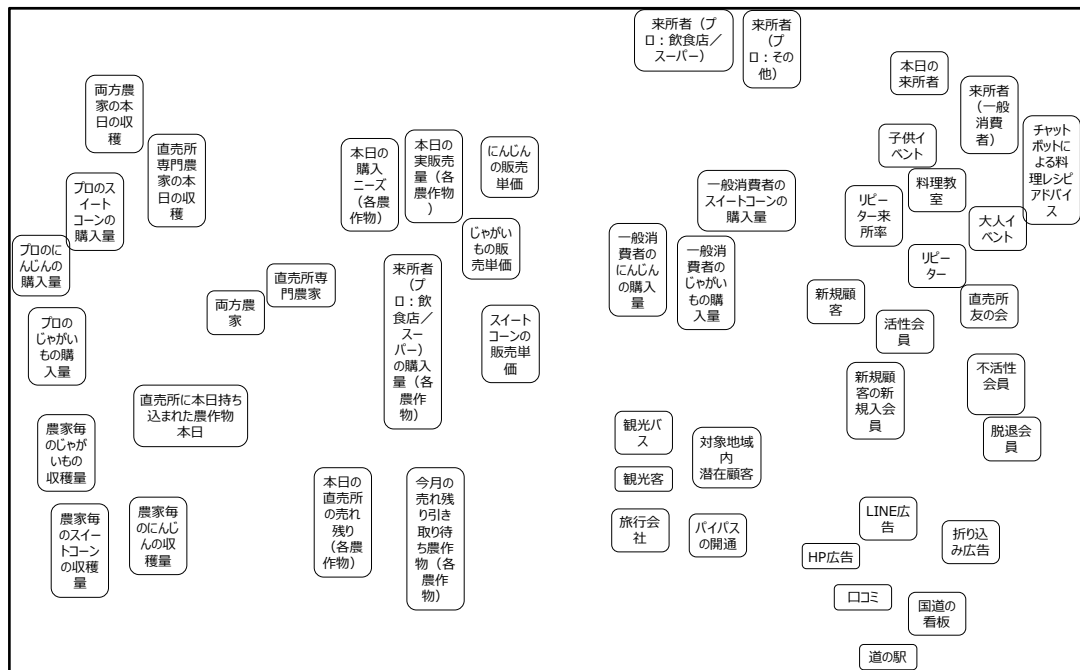 来所者（プ
ロ：飲食店／
スーパー）
来所者
（プ
ロ：その
他）
本日の
来所者
来所者
（一般
消費
者）
チャット
ボットに
よる料
理レシピ
アドバイ
ス
両方農
家の本
日の収
穫
直売所
専門農
家の本
日の収
穫
本日の
購入
ニーズ
（各農
作物）
本日の
実販売
量（各
農作物
）
にんじん
の販売
単価
子供イ
ベント
料理教
室
プロのス
イート
コーンの
購入量
一般消費者の
スイートコーンの
購入量
リピー
ター来
所率
大人イ
ベント
プロのに
んじんの
購入量
じゃがい
もの販
売単価
一般消
費者の
にんじん
の購入
量
一般消
費者の
じゃがい
もの購
入量
リピー
ター
両方農
家
直売所専
門農家
来所者
（プ
ロ：飲
食店／
スー
パー）
の購入
量（各
農作
物）
スイート
コーンの
販売単
価
新規顧
客
直売所
友の会
活性会
員
プロの
じゃがい
もの購
入量
直売所に本日持ち
込まれた農作物
本日
新規顧
客の新
規入会
員
不活性
会員
脱退会
員
農家毎
のじゃが
いもの
収穫量
観光バ
ス
対象地域
内
潜在顧客
観光客
農家毎
のスイー
トコーン
の収穫
量
農家毎
のにんじ
んの収
穫量
本日の
直売所
の売れ
残り
（各農
作物）
今月の
売れ残
り引き
取り待
ち農作
物（各
農作
物）
旅行会
社
バイパス
の開通
LINE広
告
折り込
み広告
HP広告
口コミ
国道の
看板
道の駅